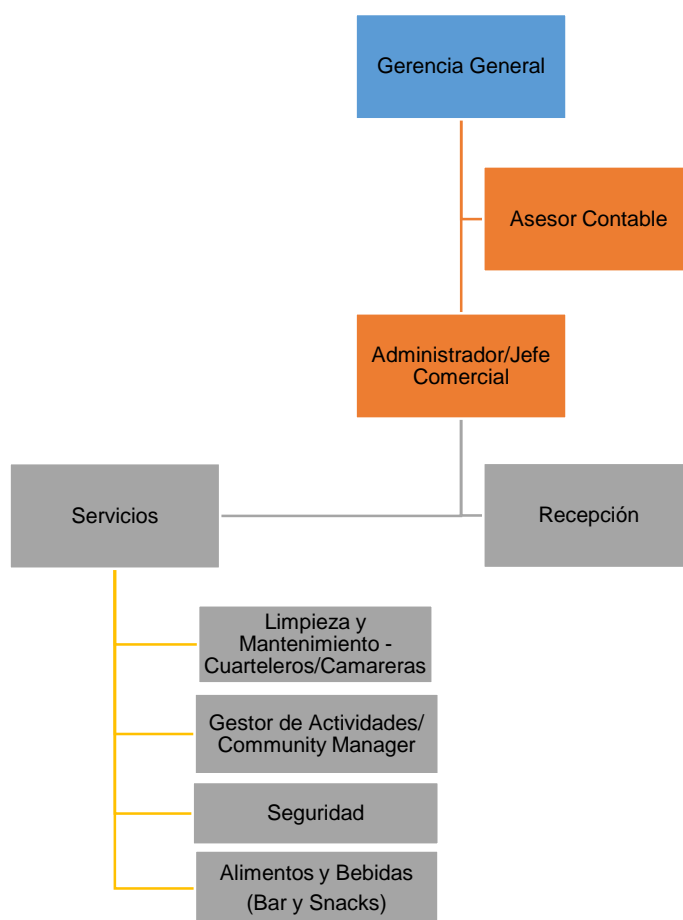 Gerencia General
Asesor Contable
Administrador/Jefe
Comercial
Servicios
Recepción
Limpieza y
Mantenimiento -
Cuarteleros/Camareras
Gestor de Actividades/
Community Manager
Seguridad
Alimentos y Bebidas
(Bar y Snacks)